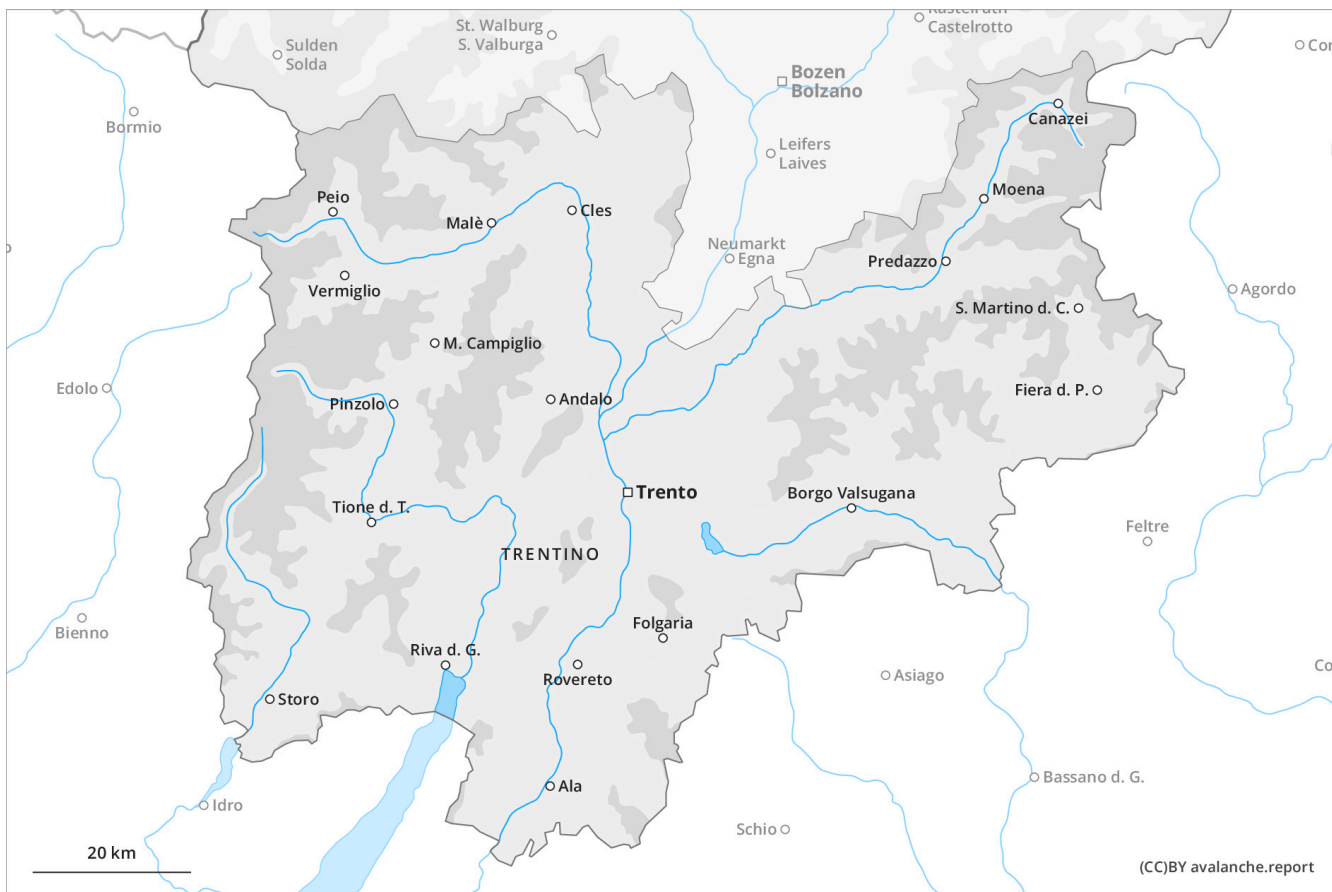 Kastelruth
Castelrotto
St. Walburg
S. Valburga
Sulden
Solda
Bozen
Bolzano
Bormio
Canazei
Leifers
Laives
Moena
Peio
Malè
Cles
Neumarkt
Egna
Predazzo
Vermiglio
Agordo
S. Martino d. C.
M. Campiglio
Edolo
Fiera d. P.
Pinzolo
Andalo
Trento
Borgo Valsugana
Tione d. T.
Feltre
TRENTINO
Bienno
Folgaria
Riva d. G.
Rovereto
Asiago
Storo
Bassano d. G.
Ala
Idro
Schio
20 km
(CC)BY avalanche.report